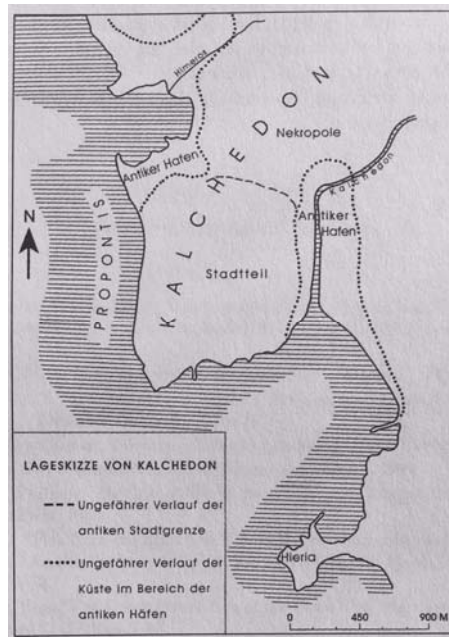 Himeros
KALCHEDON
Nekropole
Antiker Hafen
Kalchedon
Antiker
Hafen
N
PROPONTIS
Stadtteil
LAGESKIZZE VON KALCHEDON
Ungefährer Verlauf der
antiken Stadtgrenze
Ungefährer Verlauf der
Küste im Bereich der
antiken Häfen
Hieria
0 450 900 M